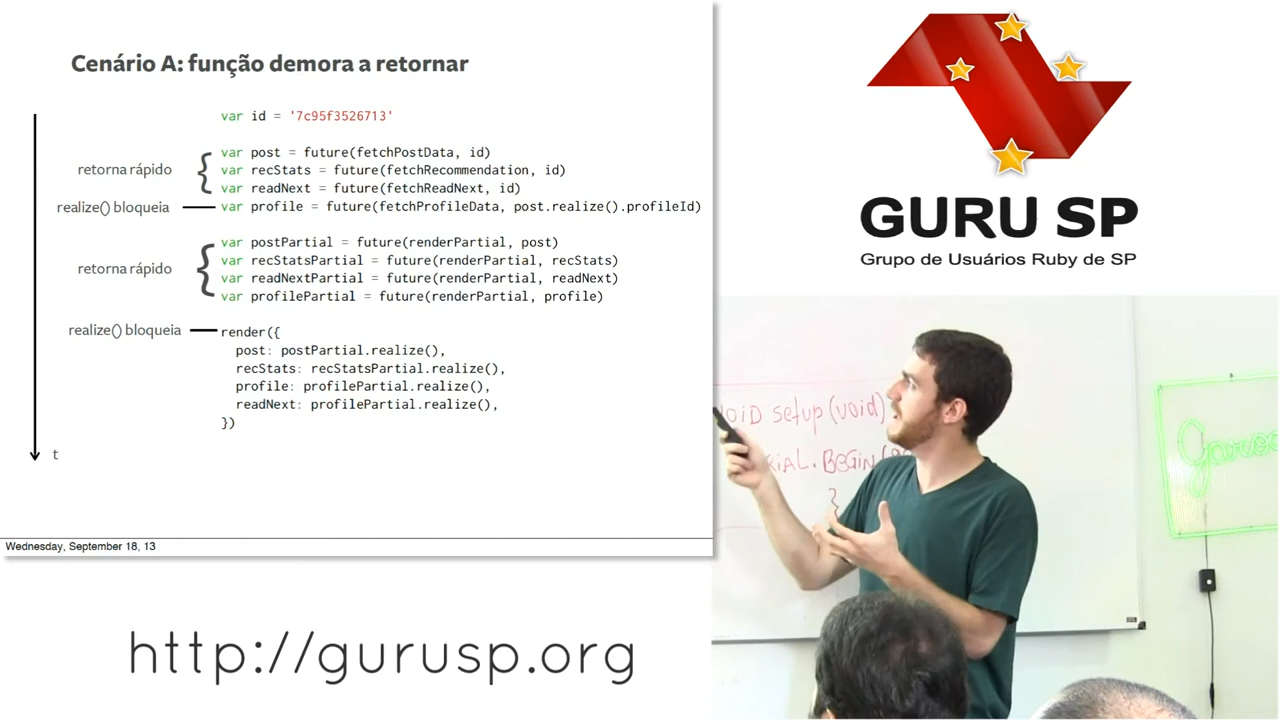 Cenário A: função demora a retornar
var id = '7c95f3526713'
retorna rápido
var post = future(fetchPostData, id)
var recStats = future(fetchRecommendation, id)
var readNext = future(fetchReadNext, id)
realize() bloqueia
var profile = future(fetchProfileData, post.realize().profileId)
retorna rápido
var postPartial = future(renderPartial, post)
var recStatsPartial = future(renderPartial, recStats)
var readNextPartial = future(renderPartial, readNext)
var profilePartial = future(renderPartial, profile)
realize() bloqueia
render({
post: postPartial.realize(),
recStats: recStatsPartial.realize(),
profile: profilePartial.realize(),
readNext: profilePartial.realize(),
})
t
Wednesday, September 18, 13
http://gurusp.org
GURU SP
Grupo de Usuários Ruby de SP
VOID setup(void)
RIAL.BEGIN(
}